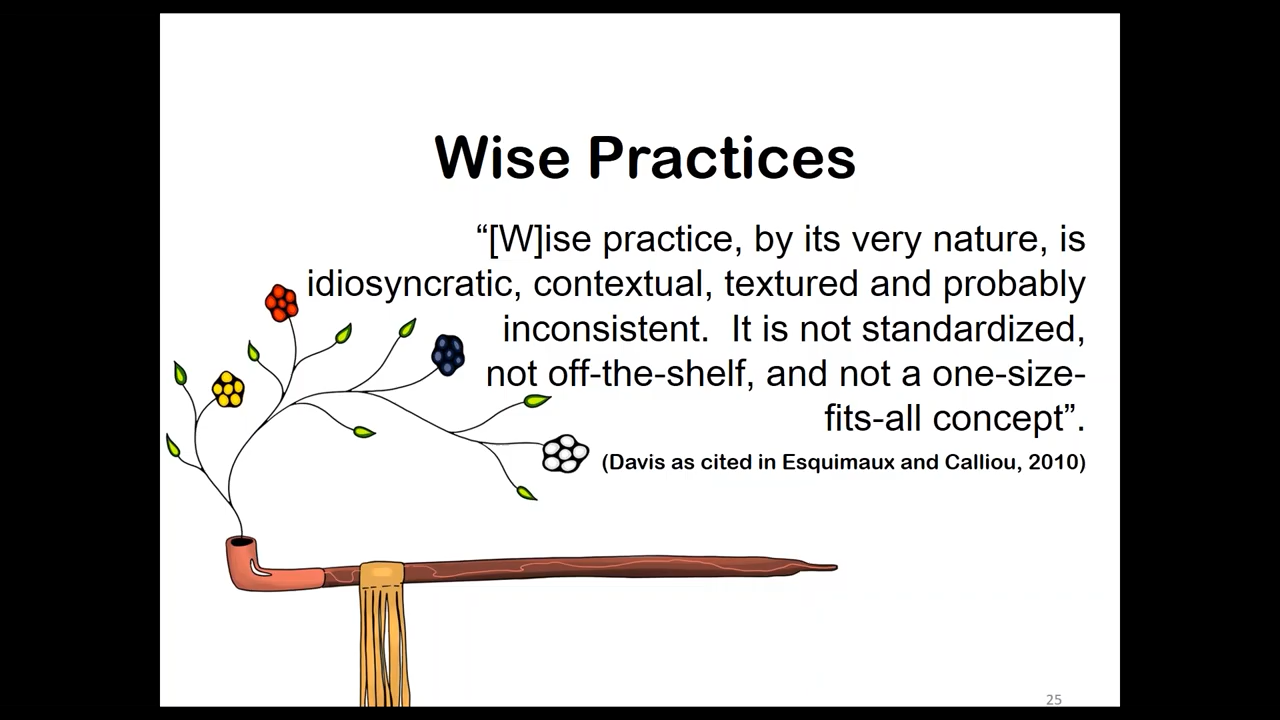 Wise Practices
“[W]ise practice, by its very nature, is
idiosyncratic, contextual, textured and probably
inconsistent.  It is not standardized,
not off-the-shelf, and not a one-size-
fits-all concept”.
(Davis as cited in Esquimaux and Calliou, 2010)
25